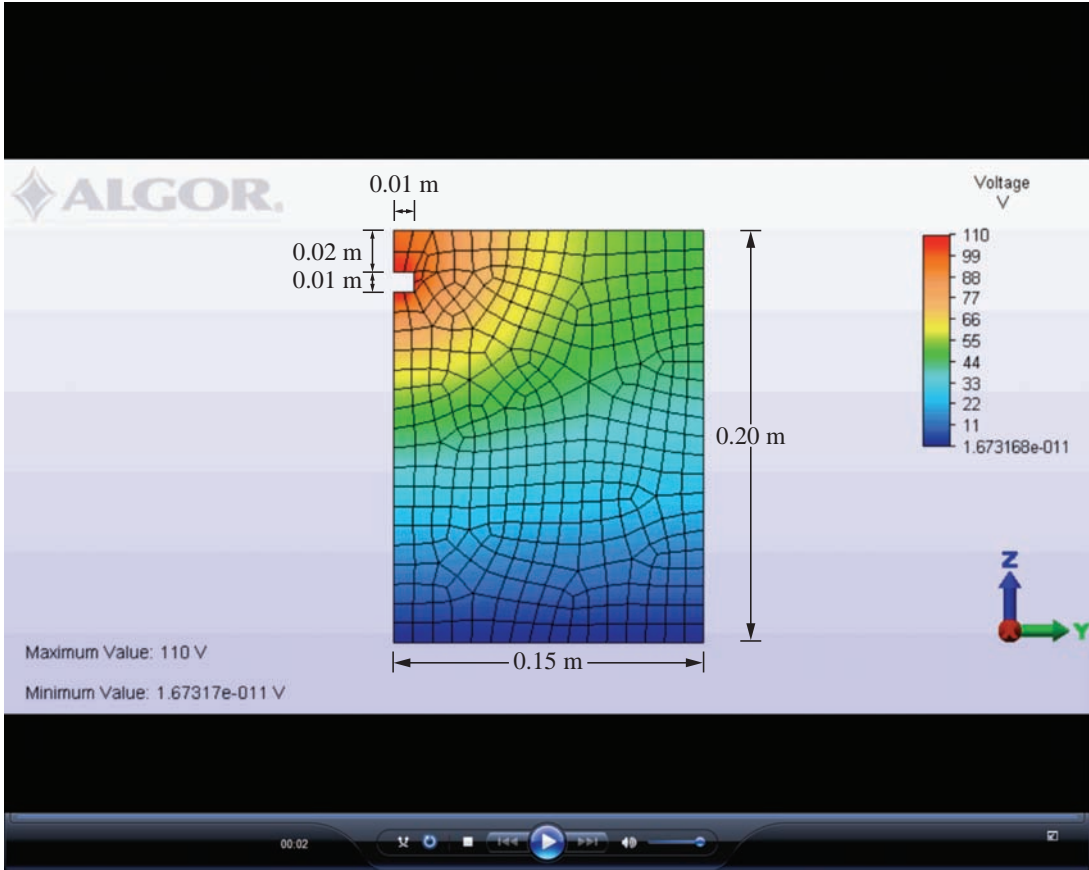 ALGOR.
0.01 m
0.02 m
0.01 m
0.20 m
0.15 m
Voltage
V
110
99
88
77
66
55
44
33
22
11
1.673168e-011
Z
Y
X
Maximum Value: 110 V
Minimum Value: 1.67317e-011 V
00:02